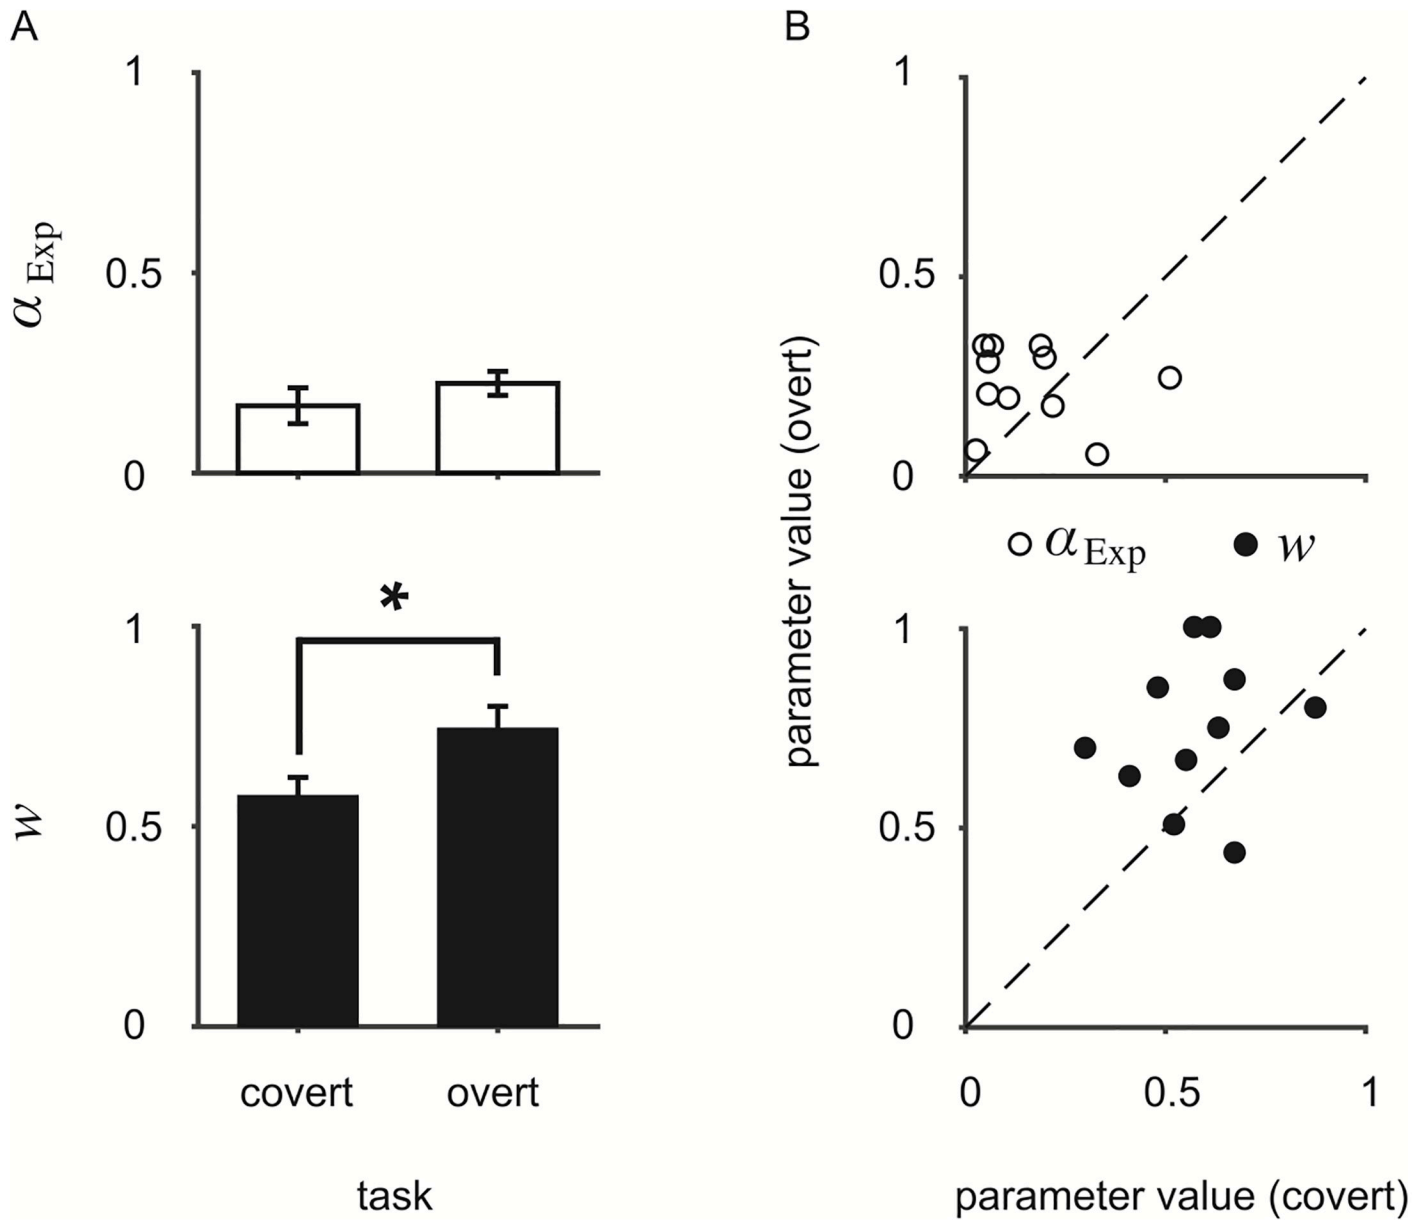 A
1
0.5
0
α Exp
*
1
0.5
0
w
covert overt
task
B
1
0.5
0
α Exp w
parameter value (overt)
1
0.5
0
0 0.5 1
parameter value (covert)